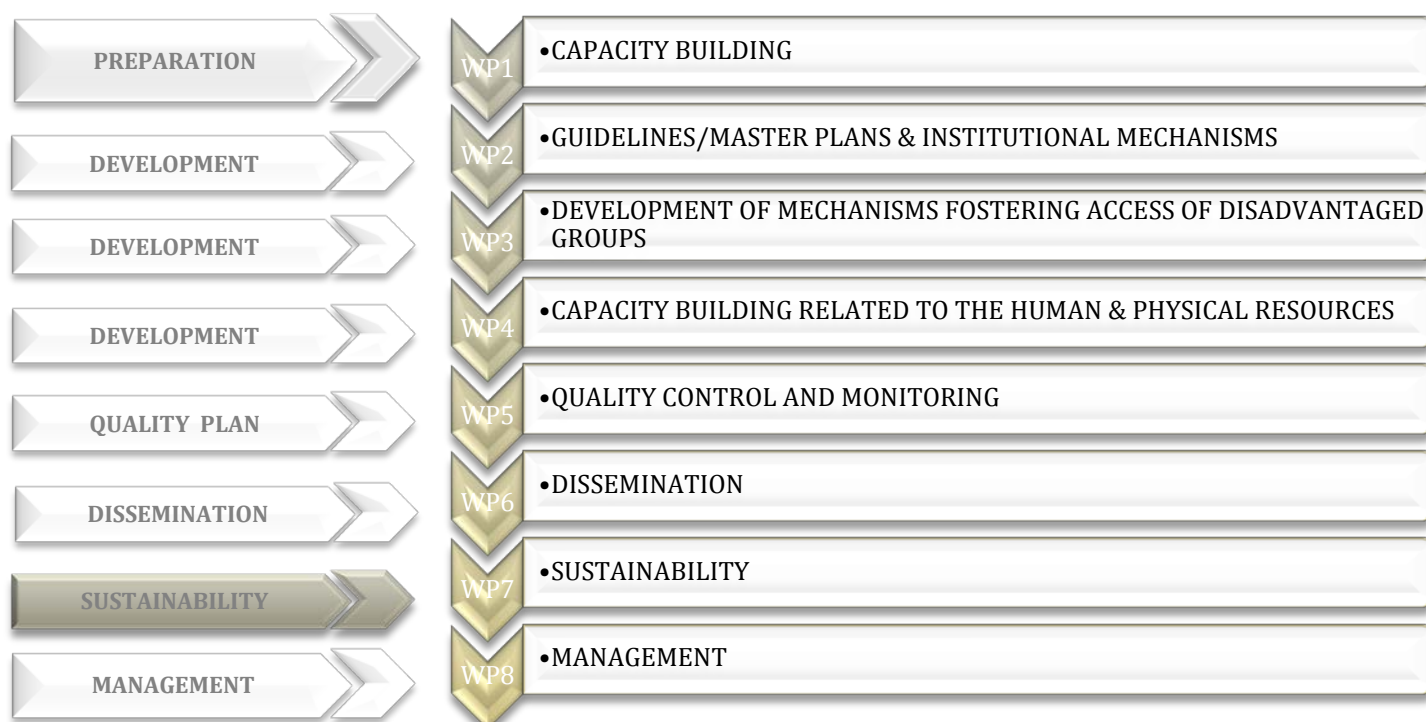 PREPARATION
WP1
•CAPACITY BUILDING
DEVELOPMENT
WP2
•GUIDELINES/MASTER PLANS & INSTITUTIONAL MECHANISMS
DEVELOPMENT
WP3
•DEVELOPMENT OF MECHANISMS FOSTERING ACCESS OF DISADVANTAGED
GROUPS
DEVELOPMENT
WP4
•CAPACITY BUILDING RELATED TO THE HUMAN & PHYSICAL RESOURCES
QUALITY PLAN
WP5
•QUALITY CONTROL AND MONITORING
DISSEMINATION
WP6
•DISSEMINATION
SUSTAINABILITY
WP7
•SUSTAINABILITY
MANAGEMENT
WP8
•MANAGEMENT